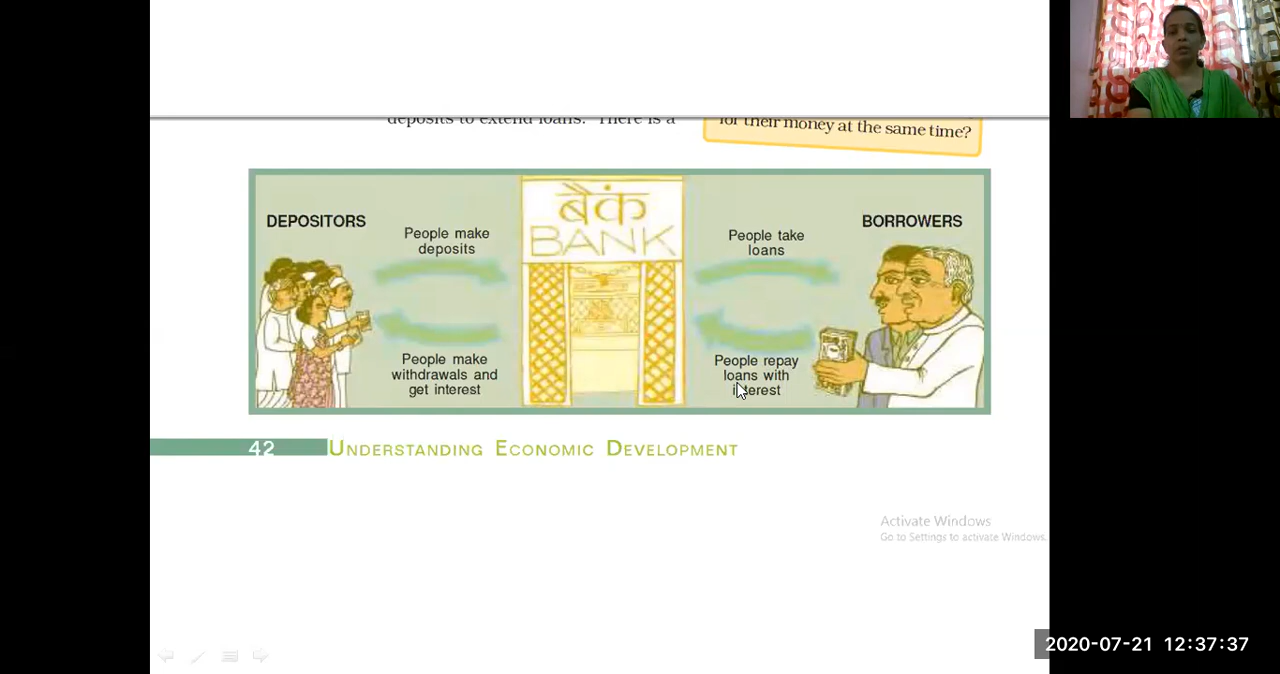 deposits to extend loans. There is a
for their money at the same time?
DEPOSITORS
People make
deposits
बैंक
BANK
People take
loans
BORROWERS
People make
withdrawals and
get interest
People repay
loans with
interest
42
UNDERSTANDING ECONOMIC DEVELOPMENT
Activate Windows
Go to Settings to activate Windows.
2020-07-21 12:37:37